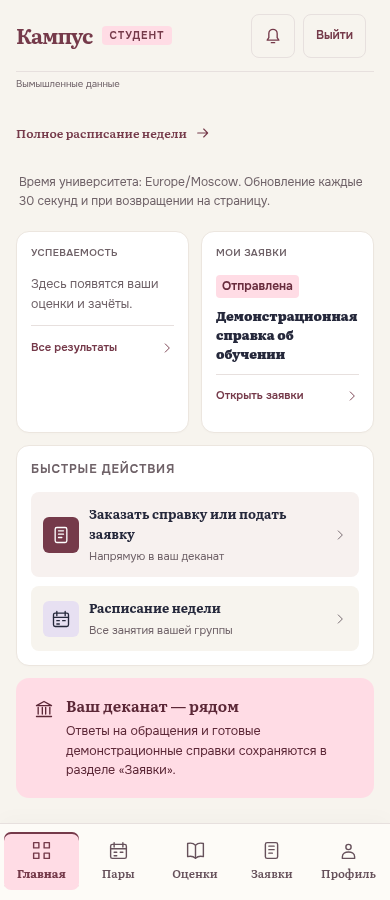 Кампус СТУДЕНТ Выйти
Вымышленные данные
Полное расписание недели
Время университета: Europe/Moscow. Обновление каждые
30 секунд и при возвращении на страницу.
УСПЕВАЕМОСТЬ
Здесь появятся ваши
оценки и зачёты.
Все результаты
МОИ ЗАЯВКИ
Отправлена
Демонстрационная
справка об
обучении
Открыть заявки
БЫСТРЫЕ ДЕЙСТВИЯ
Заказать справку или подать
заявку
Напрямую в ваш деканат
Расписание недели
Все занятия вашей группы
Ваш деканат — рядом
Ответы на обращения и готовые
демонстрационные справки сохраняются в
разделе «Заявки».
Главная Пары Оценки Заявки Профиль